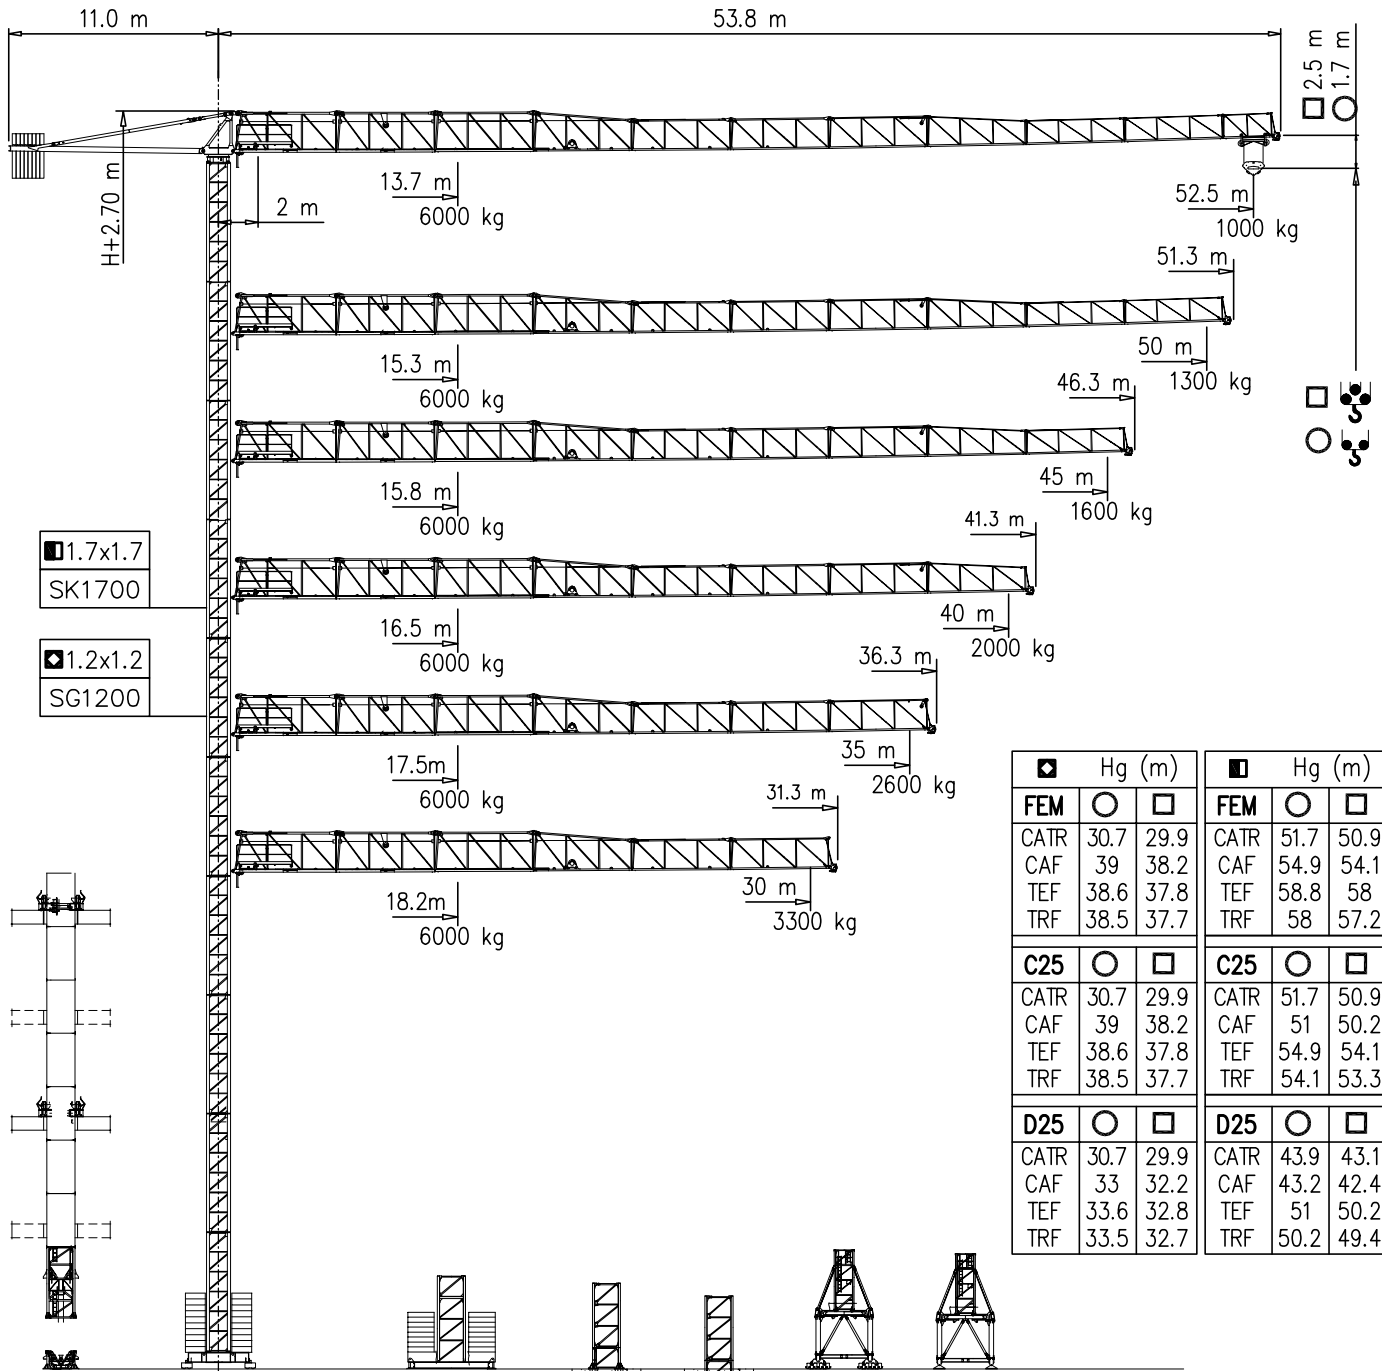 11.0 m
53.8 m
2.5 m
1.7 m
H+2.70 m
2 m
13.7 m
6000 kg
52.5 m
1000 kg
51.3 m
15.3 m
6000 kg
50 m
1300 kg
46.3 m
15.8 m
6000 kg
45 m
1600 kg
41.3 m
1.7x1.7
SK1700
16.5 m
6000 kg
40 m
2000 kg
1.2x1.2
SG1200
36.3 m
17.5m
6000 kg
35 m
2600 kg
31.3 m
18.2m
6000 kg
30 m
3300 kg
Hg (m)
FEM
CATR 30.7 29.9
CAF 39 38.2
TEF 38.6 37.8
TRF 38.5 37.7
C25
CATR 30.7 29.9
CAF 39 38.2
TEF 38.6 37.8
TRF 38.5 37.7
D25
CATR 30.7 29.9
CAF 33 32.2
TEF 33.6 32.8
TRF 33.5 32.7
Hg (m)
FEM
CATR 51.7 50.9
CAF 54.9 54.1
TEF 58.8 58
TRF 58 57.2
C25
CATR 51.7 50.9
CAF 51 50.2
TEF 54.9 54.1
TRF 54.1 53.3
D25
CATR 43.9 43.1
CAF 43.2 42.4
TEF 51 50.2
TRF 50.2 49.4